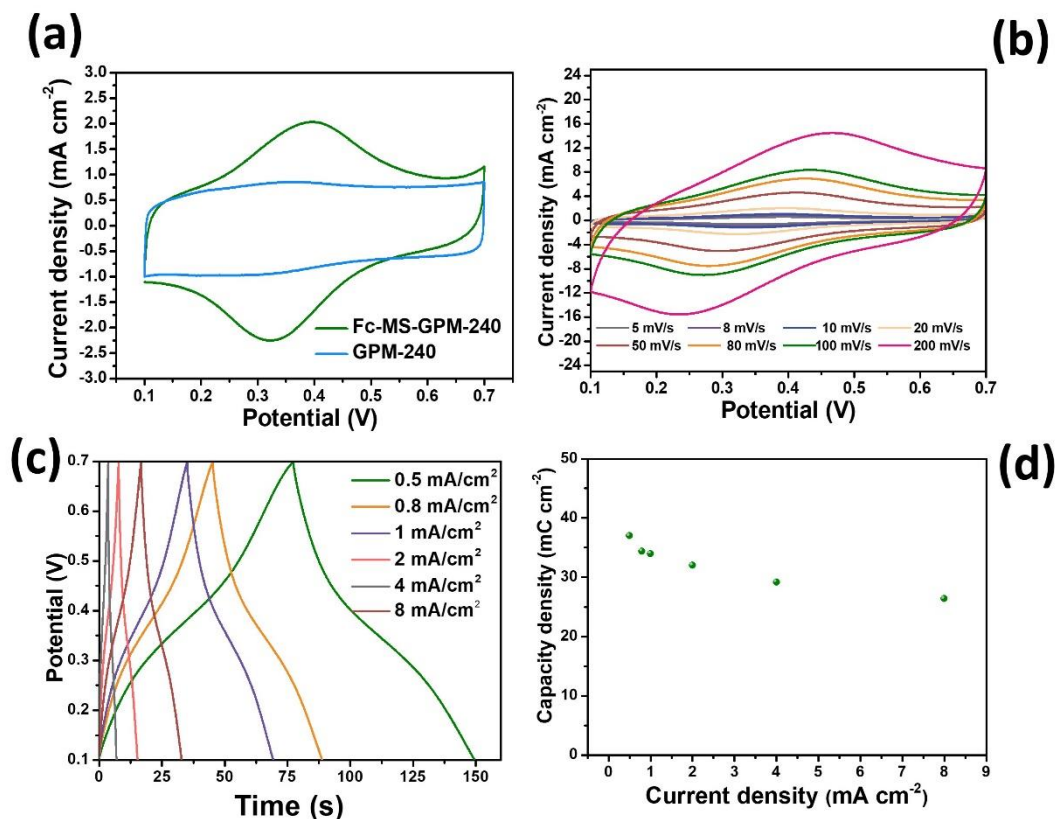 (a)
(b)
Current density (mA cm⁻²)
3.0
2.5
2.0
1.5
1.0
0.5
0.0
-0.5
-1.0
-1.5
-2.0
-2.5
-3.0
Fc-MS-GPM-240
GPM-240
0.1 0.2 0.3 0.4 0.5 0.6 0.7
Potential (V)
Current density (mA cm⁻²)
24
20
16
12
8
4
0
-4
-8
-12
-16
-20
-24
5 mV/s 8 mV/s 10 mV/s 20 mV/s
50 mV/s 80 mV/s 100 mV/s 200 mV/s
0.1 0.2 0.3 0.4 0.5 0.6 0.7
Potential (V)
(c)
(d)
Potential (V)
0.7
0.6
0.5
0.4
0.3
0.2
0.1
0.5 mA/cm²
0.8 mA/cm²
1 mA/cm²
2 mA/cm²
4 mA/cm²
8 mA/cm²
0 25 50 75 100 125 150
Time (s)
Capacity density (mC cm⁻²)
50
40
30
20
10
0
0 1 2 3 4 5 6 7 8 9
Current density (mA cm⁻²)